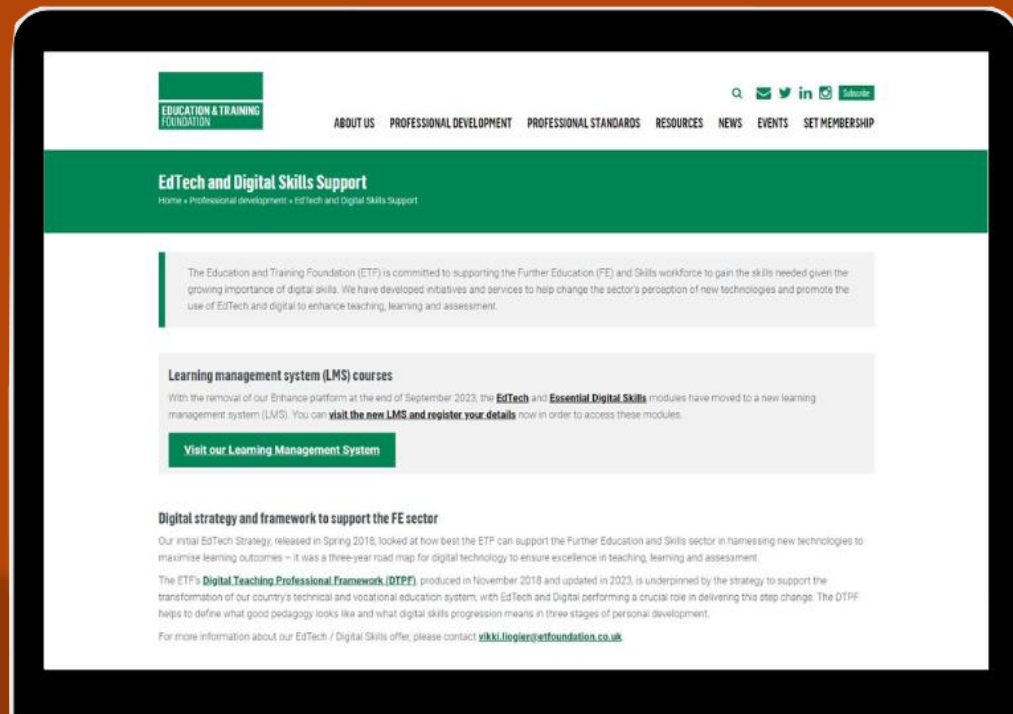 EDUCATION & TRAINING
FOUNDATION
Subscribe
ABOUT US PROFESSIONAL DEVELOPMENT PROFESSIONAL STANDARDS RESOURCES NEWS EVENTS SET MEMBERSHIP
EdTech and Digital Skills Support
Home » Professional development » EdTech and Digital Skills Support
The Education and Training Foundation (ETF) is committed to supporting the Further Education (FE) and Skills workforce to gain the skills needed given the
growing importance of digital skills. We have developed initiatives and services to help change the sector's perception of new technologies and promote the
use of EdTech and digital to enhance teaching, learning and assessment.
Learning management system (LMS) courses
With the removal of our Enhance platform at the end of September 2023, the EdTech and Essential Digital Skills modules have moved to a new learning
management system (LMS). You can visit the new LMS and register your details now in order to access these modules.
Visit our Learning Management System
Digital strategy and framework to support the FE sector
Our initial EdTech Strategy, released in Spring 2018, looked at how best the ETF can support the Further Education and Skills sector in harnessing new technologies to
maximise learning outcomes – it was a three-year road map for digital technology to ensure excellence in teaching, learning and assessment.
The ETF's Digital Teaching Professional Framework (DTPF), produced in November 2018 and updated in 2023, is underpinned by the strategy to support the
transformation of our country's technical and vocational education system; with EdTech and Digital performing a crucial role in delivering this step change. The DTPF
helps to define what good pedagogy looks like and what digital skills progression means in three stages of personal development.
For more information about our EdTech / Digital Skills offer, please contact vikki.liogier@etfoundation.co.uk.